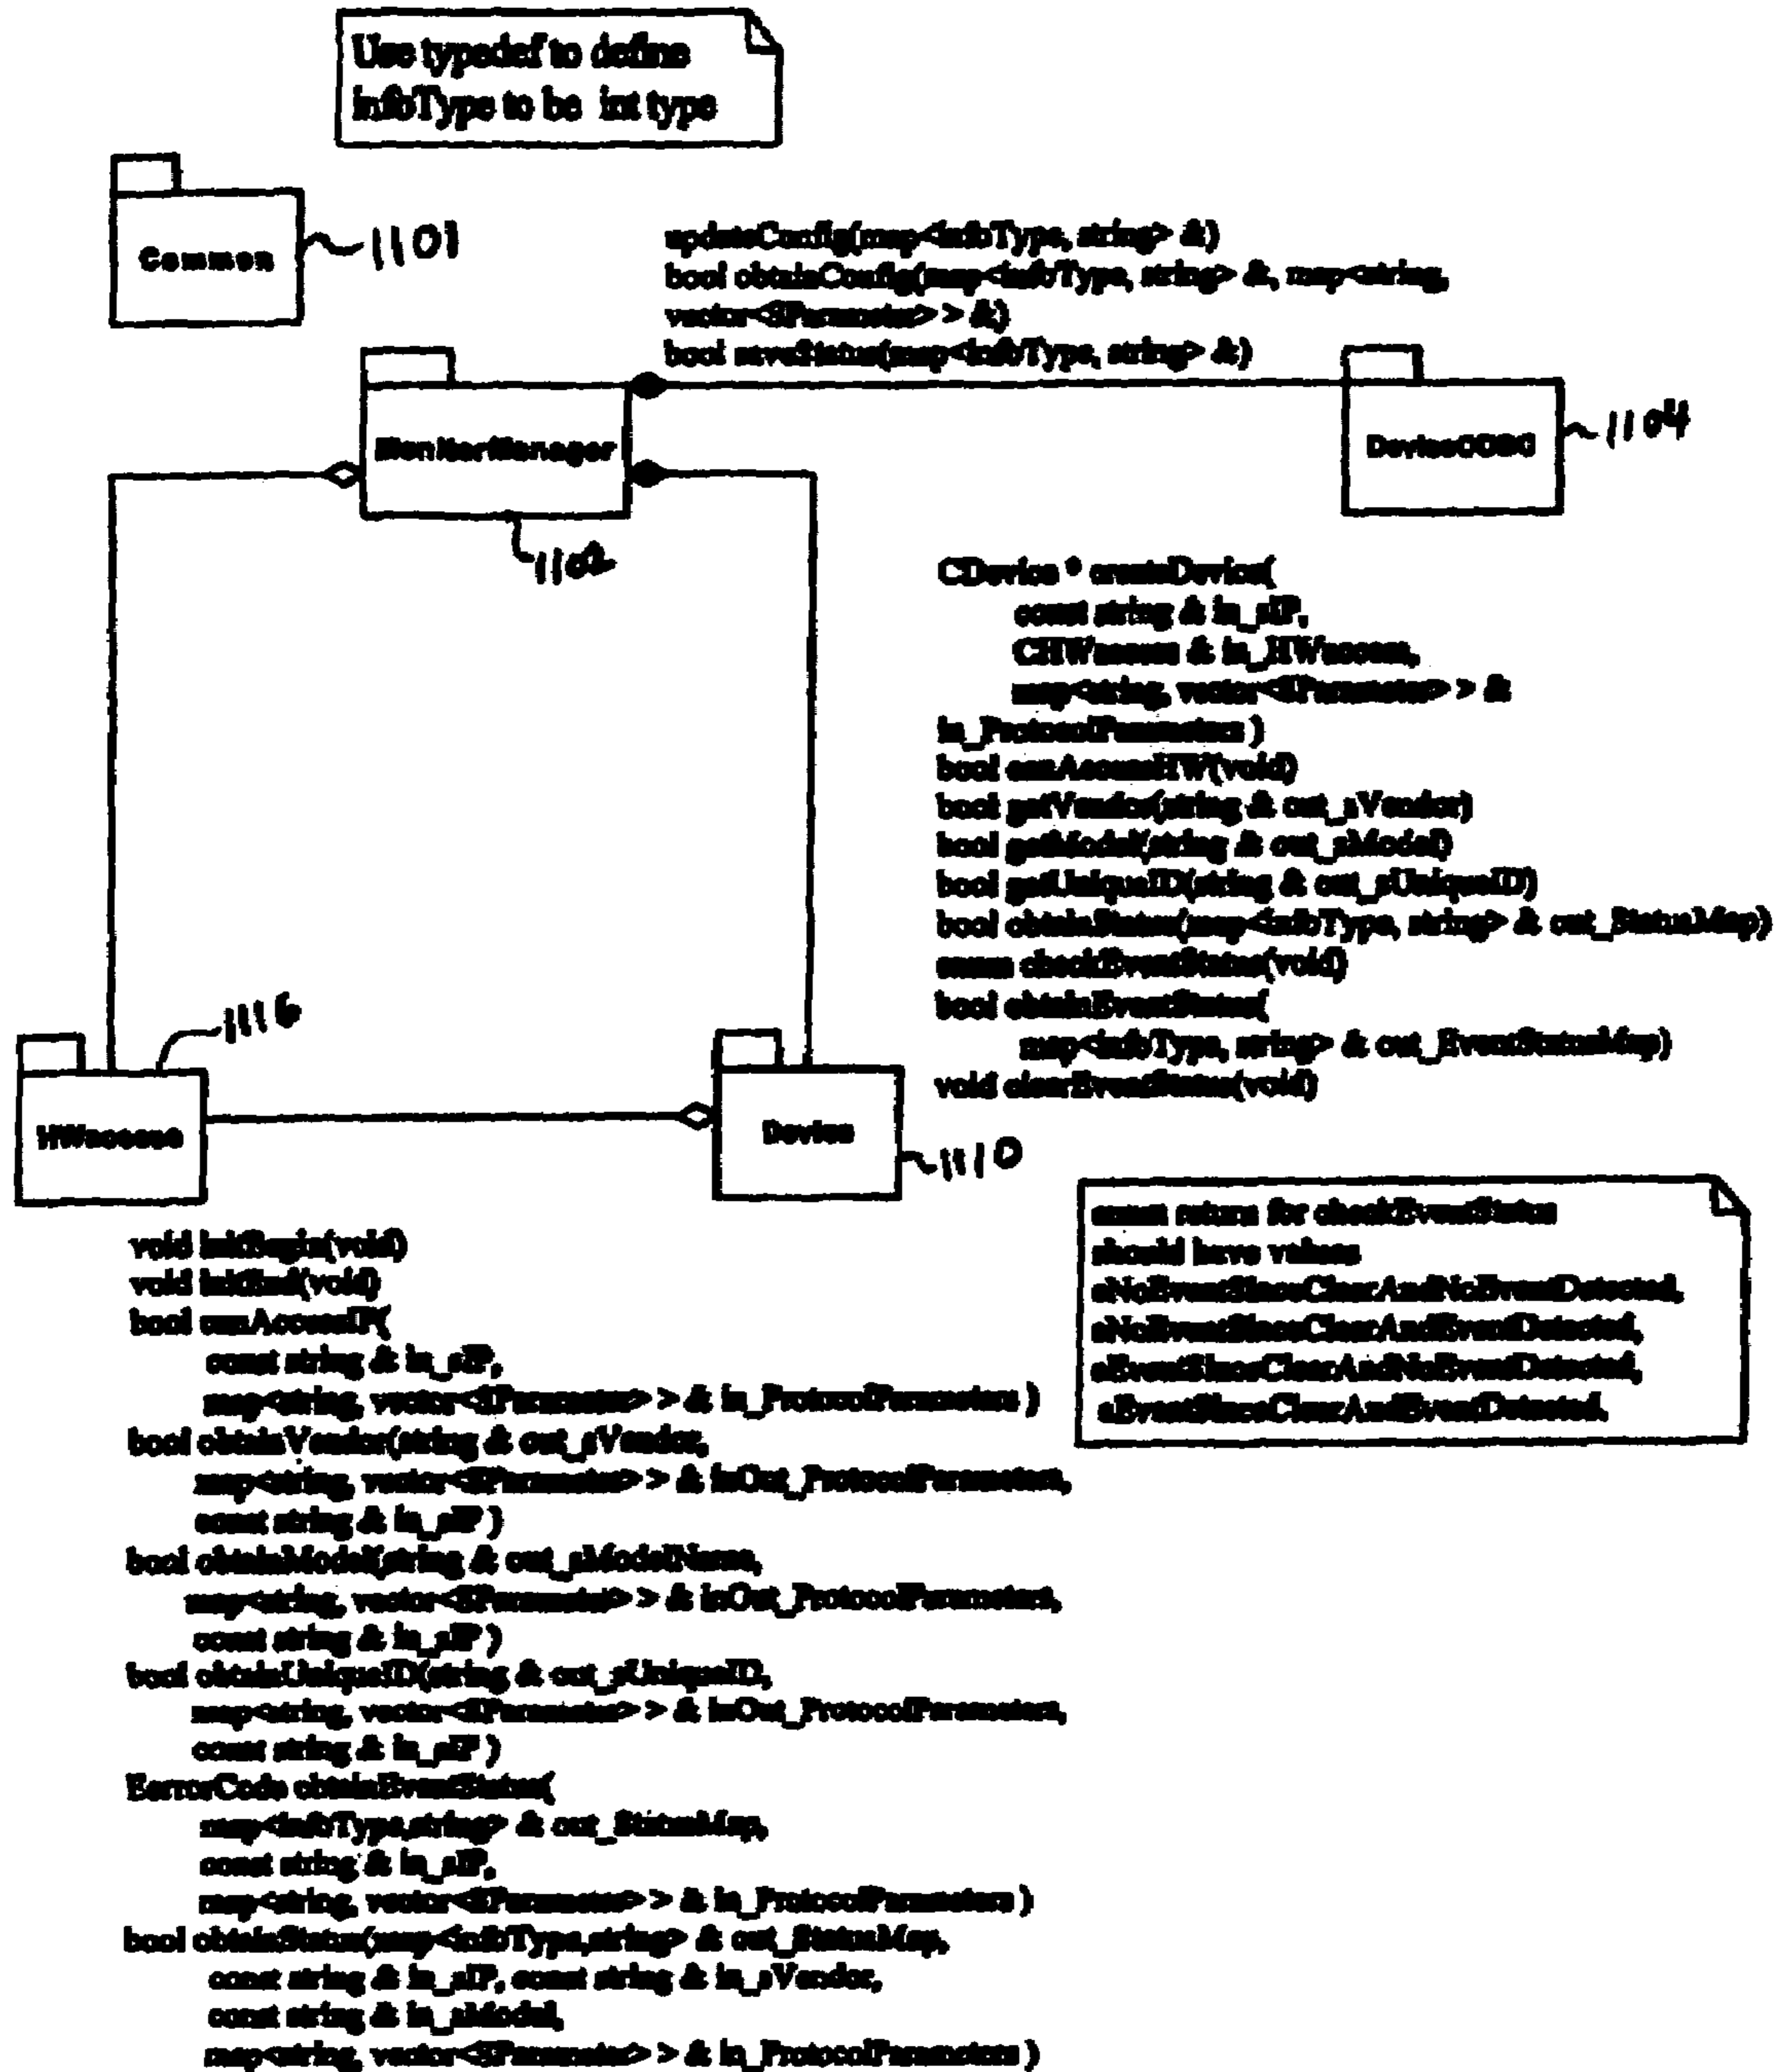 Use typedef to define
infoType to be int type
Common
1101
updateConfig(map<infoType, string> &)
bool obtainConfig(map<infoType, string> &, map<string,
vector<SParameter> > &)
bool saveStatus(map<infoType, string> &)
MonitorManager
1102
DeviceODBC
1104
CDevice * createDevice(
const string & in_sIP,
CHWaccess & in_HWaccess,
map<string, vector<SParameter> > &
in_ProtocolParameters )
bool canAccessHW(void)
bool getVendor(string & out_sVendor)
bool getModel(string & out_sModel)
bool getUniqueID(string & out_sUniqueID)
bool obtainStatus(map<infoType, string> & out_StatusMap)
enum checkEventStatus(void)
bool obtainEventStatus(
map<infoType, string> & out_EventStatusMap)
void clearEventStatus(void)
1116
HWaccess
Device
1110
enum return for checkEventStatus
should have values
eNoEventSinceClearAndNoEventDetected,
eNoEventSinceClearAndEventDetected,
eEventSinceClearAndNoEventDetected,
eEventSinceClearAndEventDetected.
void initBegin(void)
void initEnd(void)
bool canAccessIP(
const string & in_sIP,
map<string, vector<SParameter> > & in_ProtocolParameters )
bool obtainVendor(string & out_sVendor,
map<string, vector<SParameter> > & inOut_ProtocolParameters,
const string & in_sIP )
bool obtainModel(string & out_sModelName,
map<string, vector<SParameter> > & inOut_ProtocolParameters,
const string & in_sIP )
bool obtainUniqueID(string & out_sUniqueID,
map<string, vector<SParameter> > & inOut_ProtocolParameters,
const string & in_sIP )
EerrorCode obtainEventStatus(
map<infoType,string> & out_StatusMap,
const string & in_sIP,
map<string, vector<SParameter> > & in_ProtocolParameters )
bool obtainStatus(map<infoType,string> & out_StatusMap,
const string & in_sIP, const string & in_sVendor,
const string & in_sModel,
map<string, vector<SParameter> > & in_ProtocolParameters )